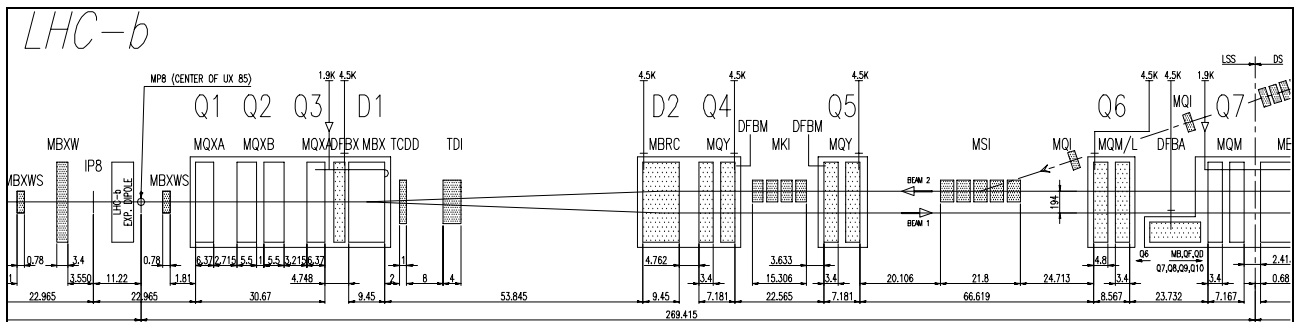 LHC-b
LSS DS
MP8 (CENTER OF UX 85)
1.9K 4.5K 4.5K 4.5K 4.5K 4.5K 4.5K 1.9K
Q1 Q2 Q3 D1 D2 Q4 Q5 Q6 MQI Q7
DFBM DFBM
MBXW IP8 MQXA MQXB MQXA DFBX MBX TCDD TDI MBRC MQY MKI MQY MSI MQI MQM/L DFBA MQM
MBXWS MBXWS
LHC-b
EXP. DIPOLE
BEAM 2
BEAM 1
194
Q6 MB,QF,QD
Q7,Q8,Q9,Q10
0.78 3.4 0.78 6.37 2.715 5.5 1 5.5 3.215 6.37 1 4.762 3.633 4.8 2.41
3.550 11.22 1.81 4.748 2 8 4 3.4 15.306 3.4 20.106 21.8 24.713 3.4 3.4 0.68
22.965 22.965 30.67 9.45 53.845 9.45 7.181 22.565 7.181 66.619 8.567 23.732 7.167
269.415